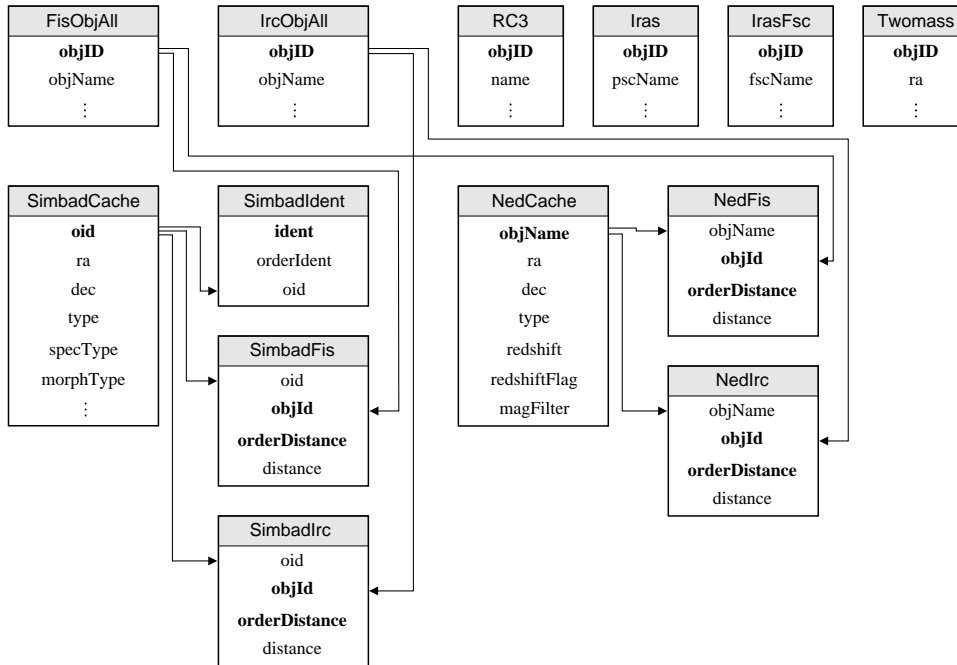 FisObjAll
objID
objName
⋮
IrcObjAll
objID
objName
⋮
RC3
objID
name
⋮
Iras
objID
pscName
⋮
IrasFsc
objID
fscName
⋮
Twomass
objID
ra
⋮
SimbadCache
oid
ra
dec
type
specType
morphType
⋮
SimbadIdent
ident
orderIdent
oid
SimbadFis
oid
objId
orderDistance
distance
SimbadIrc
oid
objId
orderDistance
distance
NedCache
objName
ra
dec
type
redshift
redshiftFlag
magFilter
NedFis
objName
objId
orderDistance
distance
NedIrc
objName
objId
orderDistance
distance